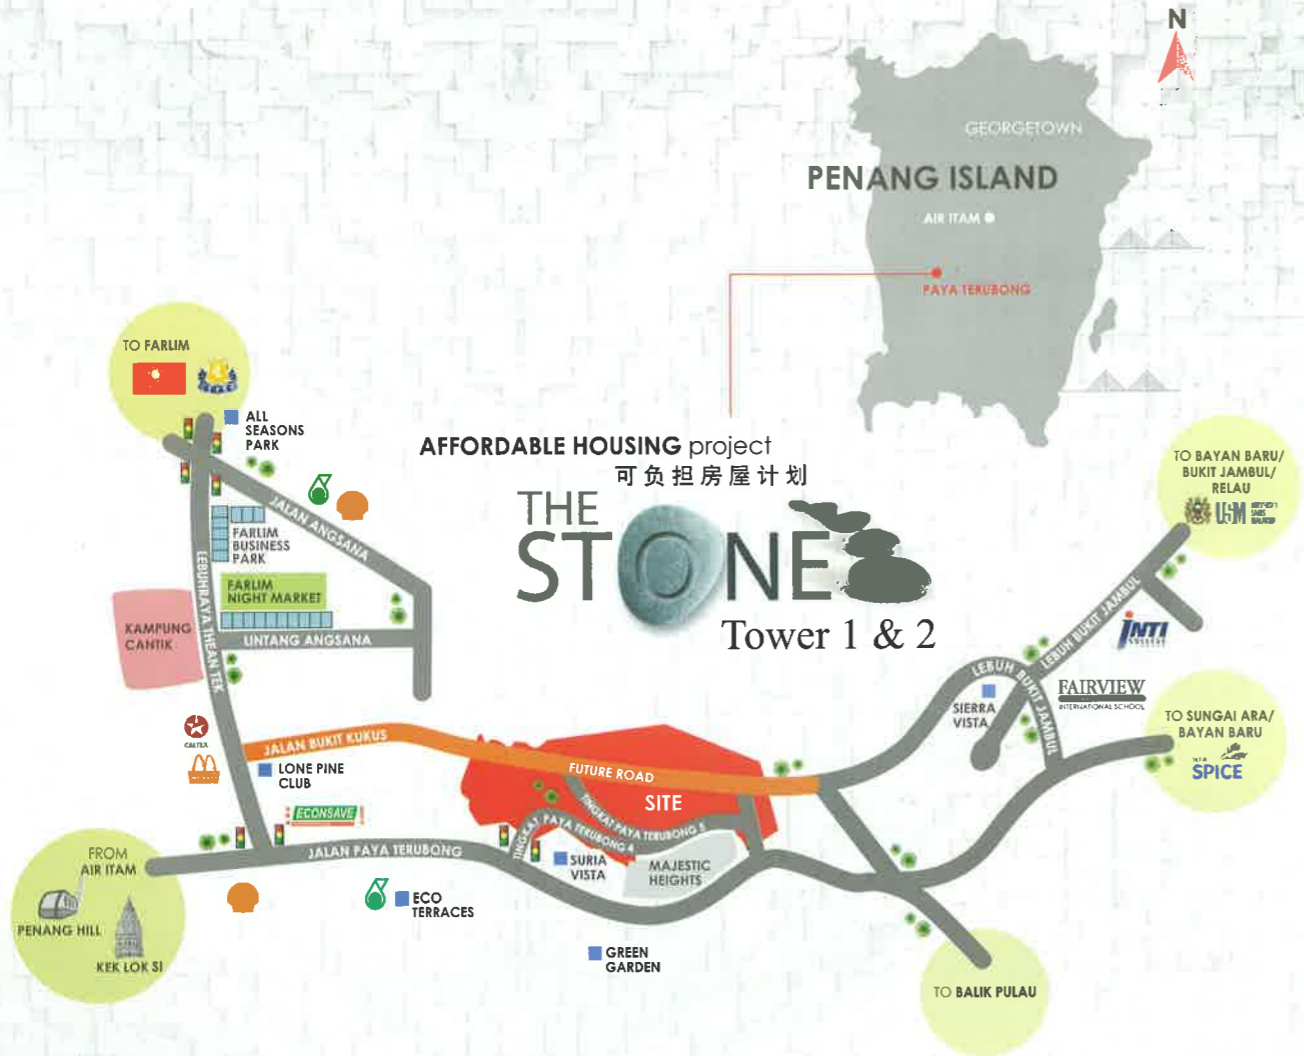 N
GEORGETOWN
PENANG ISLAND
AIR ITAM
PAYA TERUBONG
TO FARLIM
ALL
SEASONS
PARK
AFFORDABLE HOUSING project
可负担房屋计划
THE
STONE
Tower 1 & 2
TO BAYAN BARU/
BUKIT JAMBUL/
RELAU
USM
JALAN ANGSANA
FARLIM
BUSINESS
PARK
LEBUHRAYA THEAN TEK
FARLIM
NIGHT MARKET
KAMPUNG
CANTIK
LINTANG ANGSANA
LEBUH BUKIT JAMBUL
INTI
COLLEGE
LEBUH BUKIT JAMBUL
FAIRVIEW
INTERNATIONAL SCHOOL
SIERRA
VISTA
TO SUNGAI ARA/
BAYAN BARU
SPICE
CALTEX
JALAN BUKIT KUKUS
LONE PINE
CLUB
FUTURE ROAD
SITE
ECONSAVE
TINGKAT PAYA TERUBONG 5
TINGKAT PAYA TERUBONG 4
JALAN PAYA TERUBONG
SURIA
VISTA
MAJESTIC
HEIGHTS
FROM
AIR ITAM
PENANG HILL
KEK LOK SI
ECO
TERRACES
GREEN
GARDEN
TO BALIK PULAU